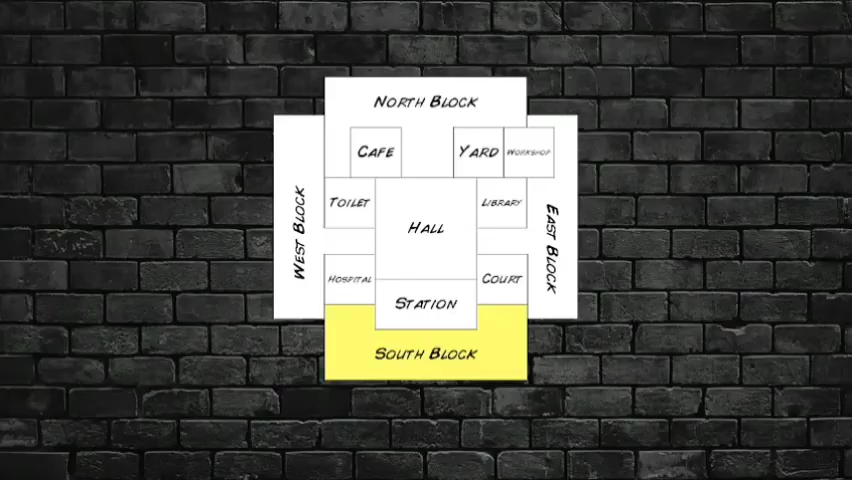 NORTH BLOCK
CAFE
YARD
WORKSHOP
TOILET
LIBRARY
WEST BLOCK
HALL
EAST BLOCK
HOSPITAL
COURT
STATION
SOUTH BLOCK